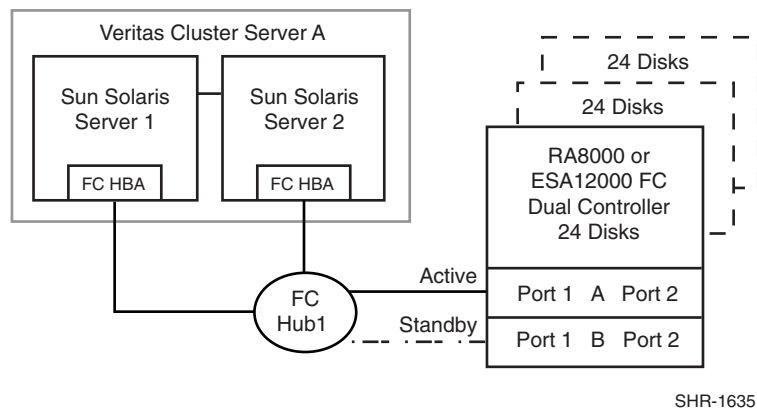 Veritas Cluster Server A
Sun Solaris
Server 1
Sun Solaris
Server 2
FC HBA
FC HBA
24 Disks
24 Disks
RA8000 or
ESA12000 FC
Dual Controller
24 Disks
Active
Port 1 A Port 2
FC
Hub1
Standby
Port 1 B Port 2
SHR-1635